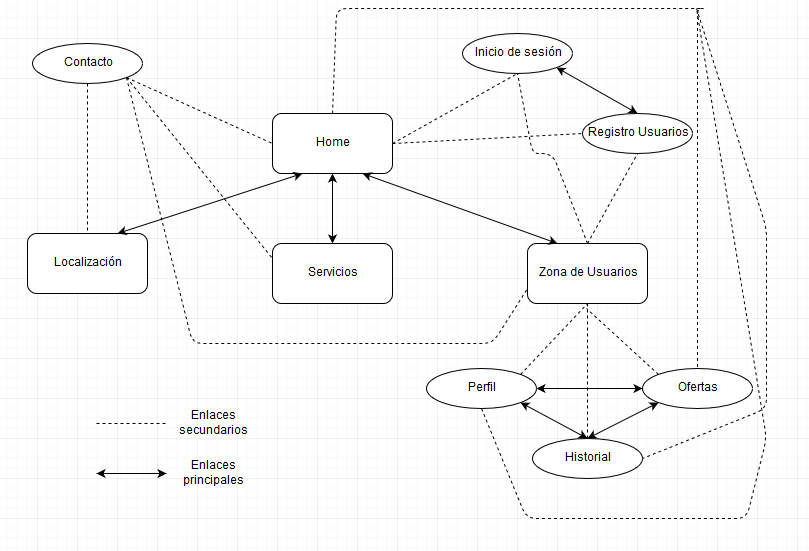 Inicio de sesión
Contacto
Registro Usuarios
Home
Localización
Servicios
Zona de Usuarios
Perfil
Ofertas
Historial
Enlaces
secundarios
Enlaces
principales